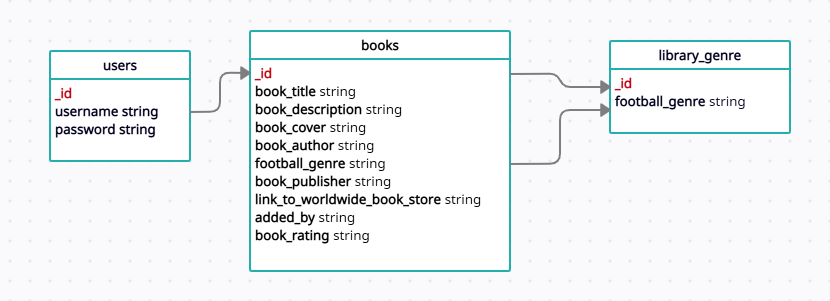 users
_id
username string
password string
books
_id
book_title string
book_description string
book_cover string
book_author string
football_genre string
book_publisher string
link_to_worldwide_book_store string
added_by string
book_rating string
library_genre
_id
football_genre string